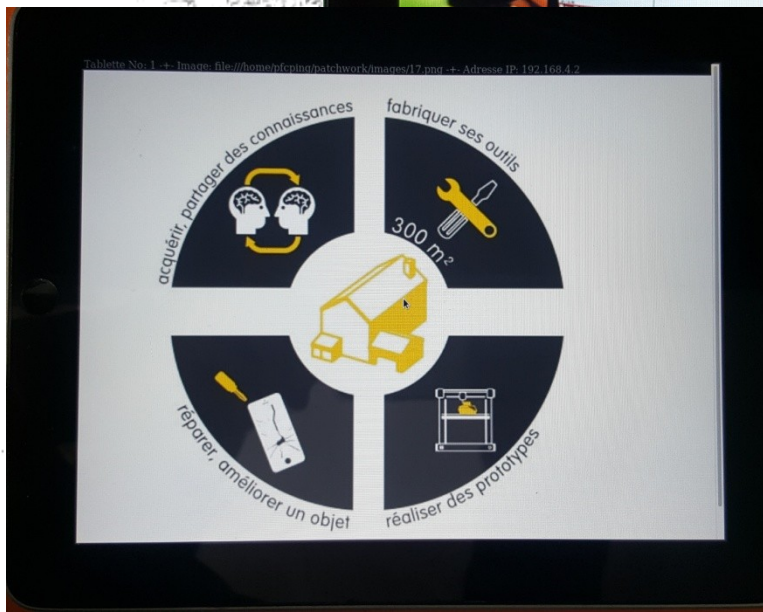 Tablette No: 1 -+- Image: file:///home/pfcping/patchwork/images/17.png -+- Adresse IP: 192.168.4.2
acquérir, partager des connaissances
fabriquer ses outils
300 m²
réparer, améliorer un objet
réaliser des prototypes